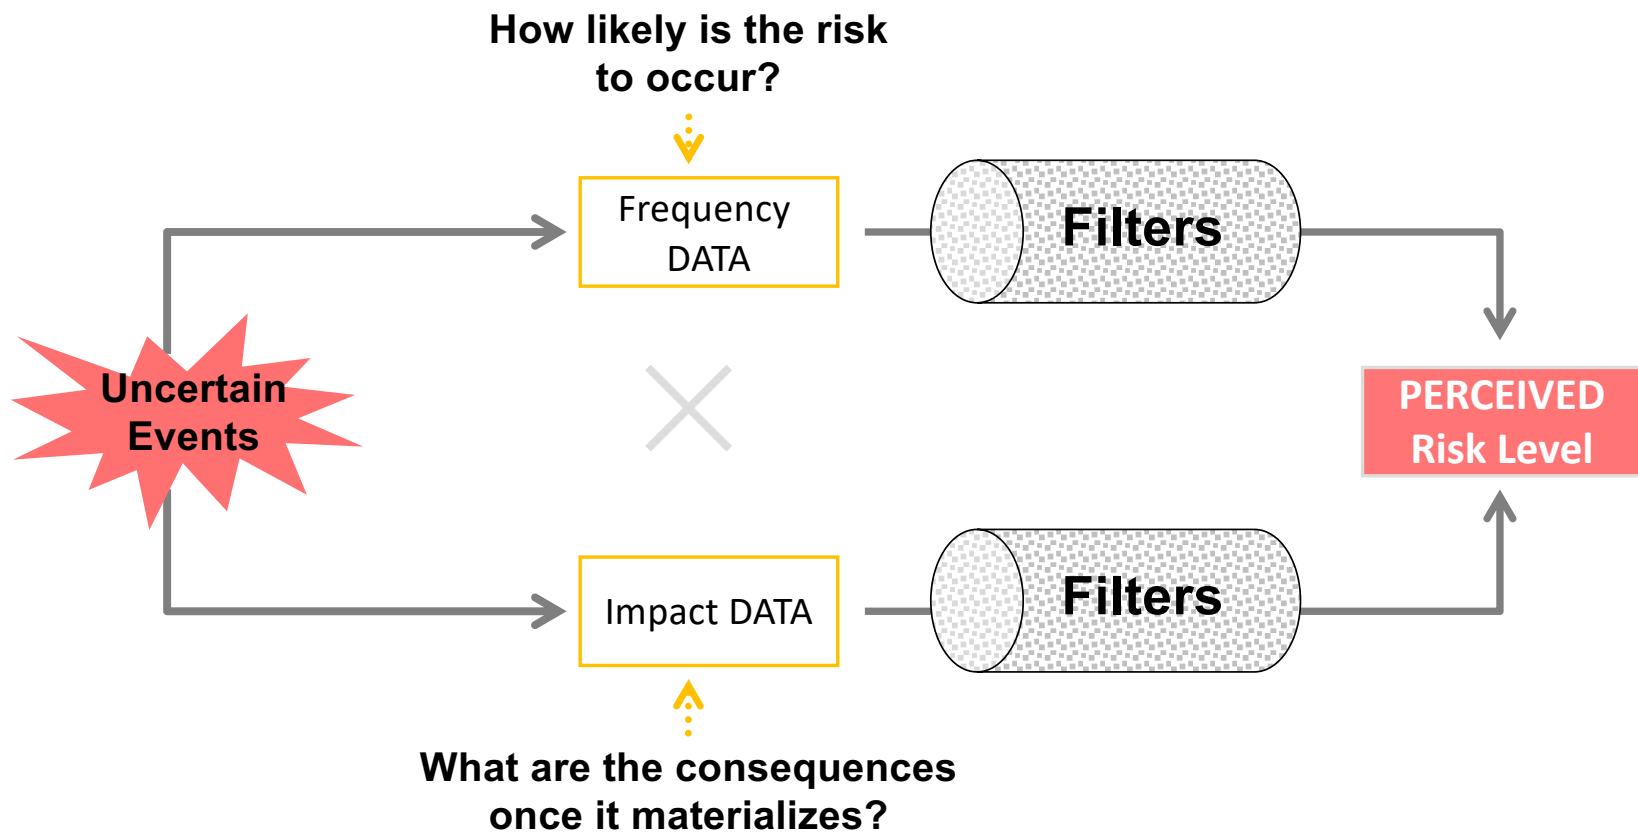 How likely is the risk
to occur?
Frequency
DATA
Filters
Uncertain
Events
PERCEIVED
Risk Level
Impact DATA
Filters
What are the consequences
once it materializes?